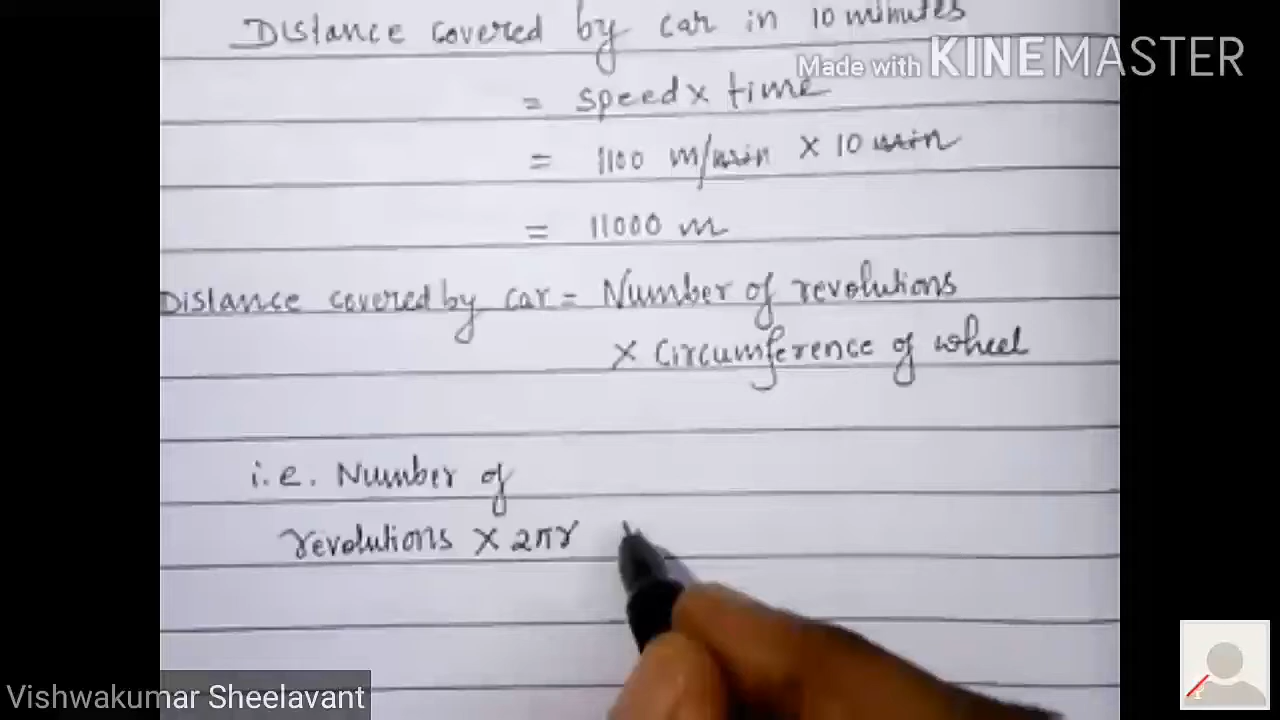 Distance covered by car in 10 minutes
Made with KINEMASTER
= speed x time
= 1100 m/min x 10 min
= 11000 m
Distance covered by car = Number of revolutions
x circumference of wheel
i.e. Number of
revolutions x 2πr
Vishwakumar Sheelavant